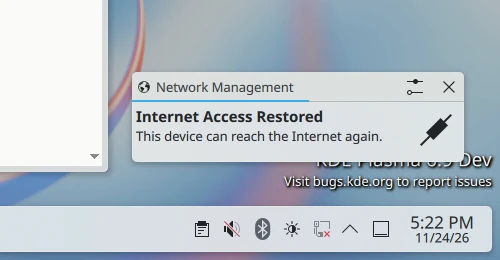 Network Management
Internet Access Restored
This device can reach the Internet again.
KDE Plasma 6.9 Dev
Visit bugs.kde.org to report issues
5:22 PM
11/24/26